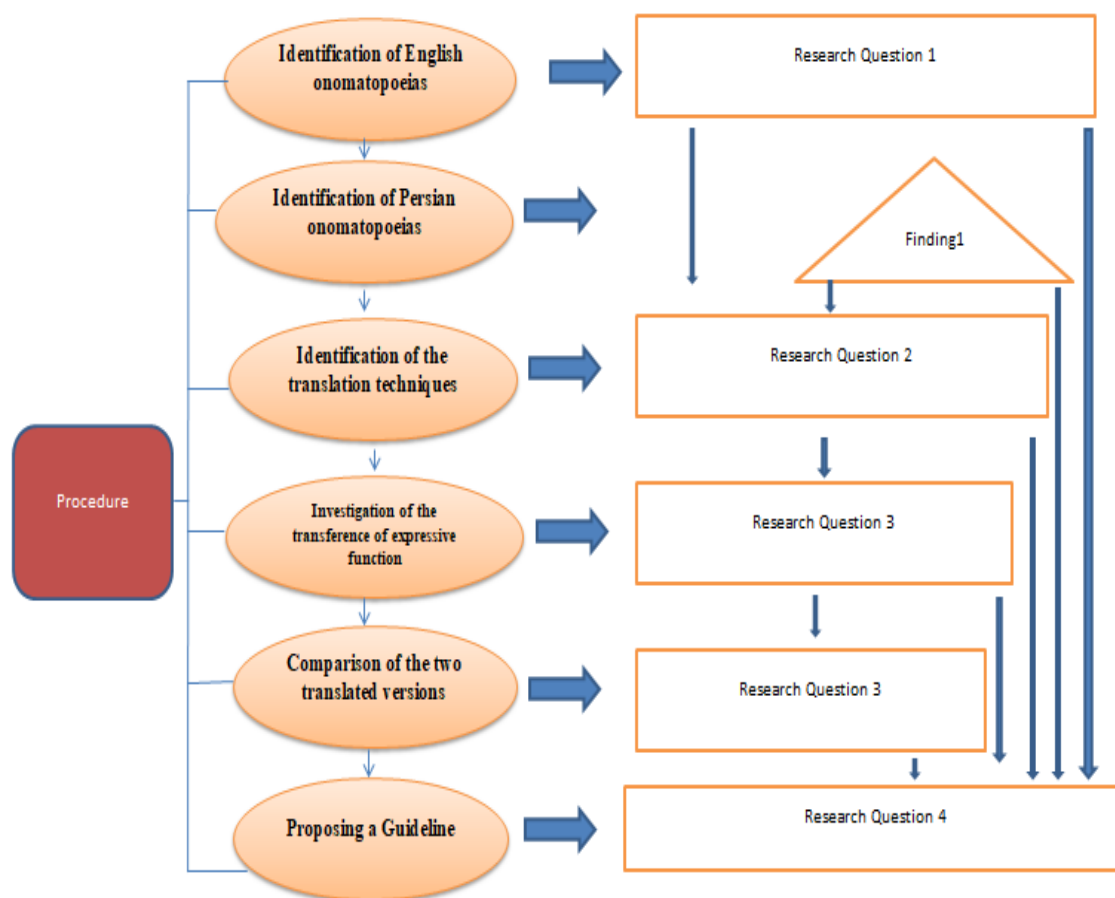 Identification of English
onomatopoeias
Research Question 1
Identification of Persian
onomatopoeias
Finding1
Identification of the
translation techniques
Research Question 2
Procedure
Investigation of the
transference of expressive
function
Research Question 3
Comparison of the two
translated versions
Research Question 3
Proposing a Guideline
Research Question 4